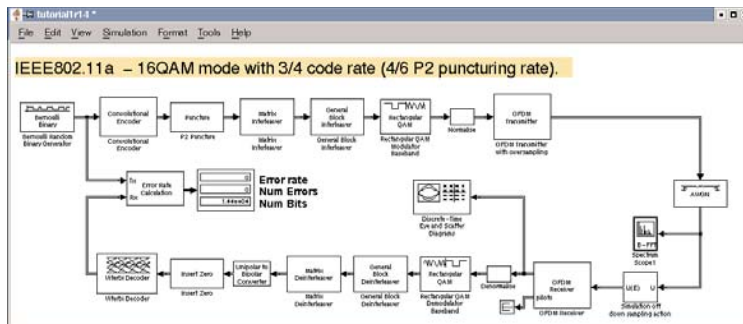 tutorial1r14 *
File Edit View Simulation Format Tools Help
IEEE802.11a – 16QAM mode with 3/4 code rate (4/6 P2 puncturing rate).
Bernoulli Binary
Bernoulli Random Binary Generator
Convolutional Encoder
Convolutional Encoder
Puncture
P2 Puncture
Matrix Interleaver
Matrix Interleaver
General Block Interleaver
General Block Interleaver
Rectangular QAM
Rectangular QAM Modulator Baseband
Normalise
OFDM Transmitter
OFDM Transmitter with oversampling
AWGN
Tx
Rx
Error Rate Calculation
0
0
1.44e+04
Error rate
Num Errors
Num Bits
Discrete-Time Eye and Scatter Diagrams
B-FFT
Spectrum Scope1
Viterbi Decoder
Viterbi Decoder
Insert Zero
Insert Zero
Unipolar to Bipolar Converter
Matrix Deinterleaver
Matrix Deinterleaver
General Block Deinterleaver
General Block Deinterleaver
Rectangular QAM
Rectangular QAM Demodulator Baseband
Denormalise
OFDM Receiver
pilots
OFDM Receiver
U(E) U
Simulation off down sampling action